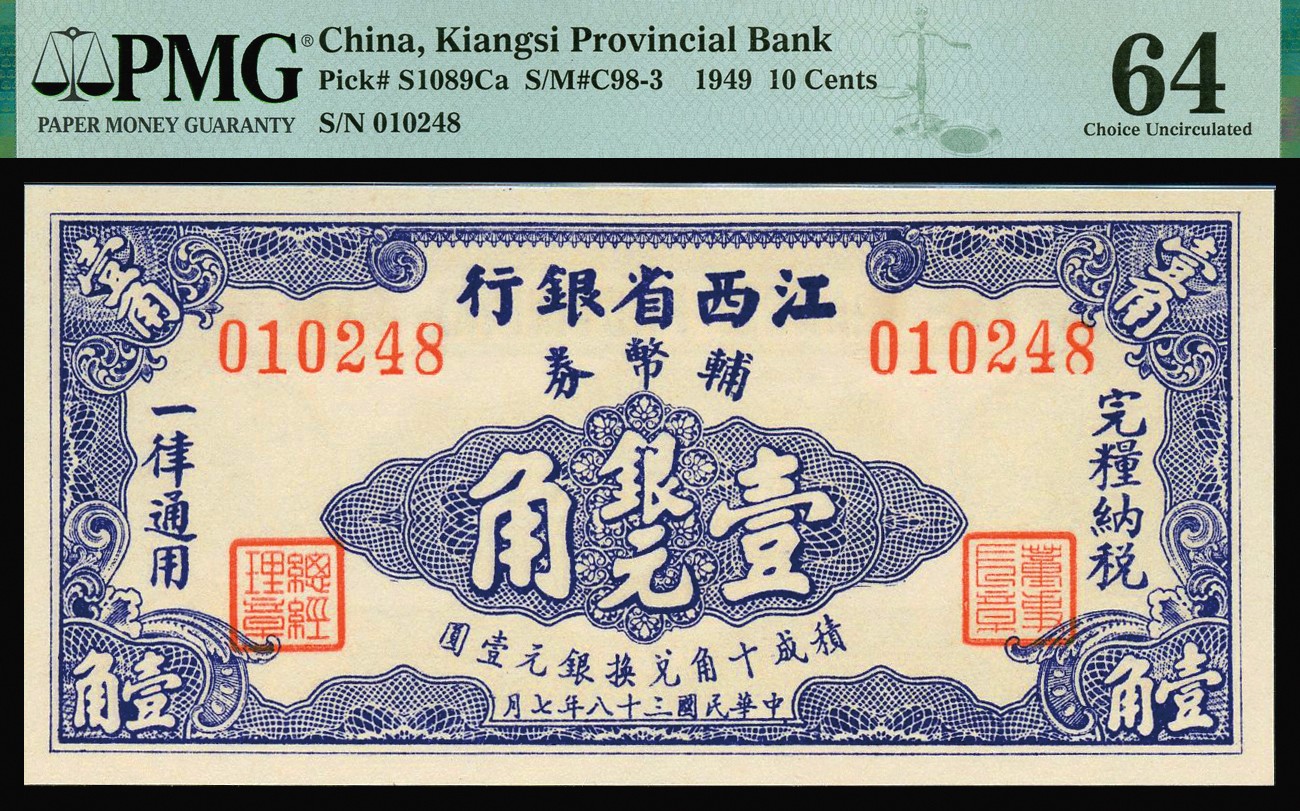 PMG®
PAPER MONEY GUARANTY
China, Kiangsi Provincial Bank
Pick# S1089Ca S/M#C98-3 1949 10 Cents
S/N 010248
64
Choice Uncirculated
壹角
壹角
江西省銀行
010248
010248
輔幣券
完糧納税
一律通用
壹銀元角
董事長章
總經理章
積成十角兌換銀元壹圓
中華民國三十八年七月
壹角
壹角